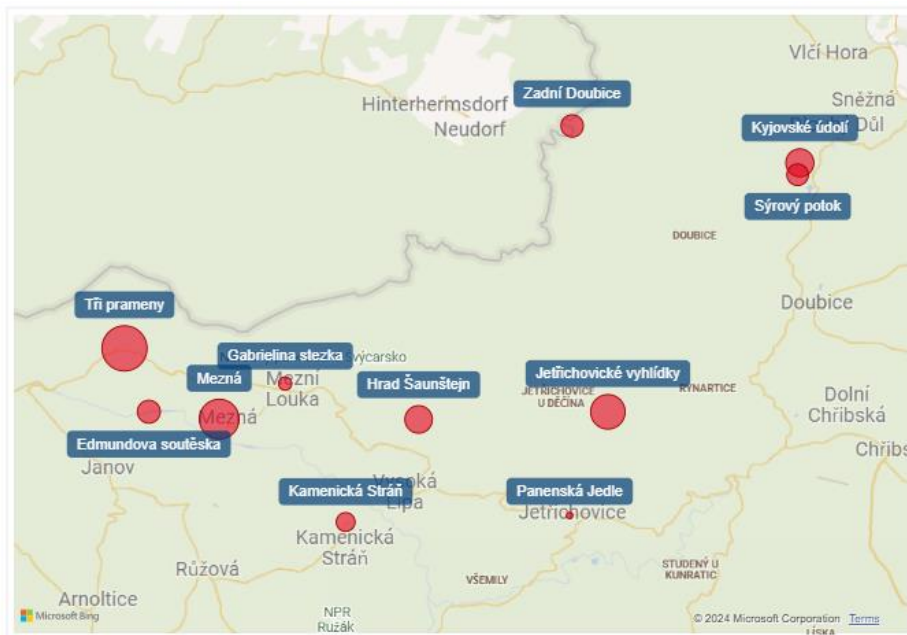 Vlčí Hora
Zadní Doubice
Hinterhermsdorf
Neudorf
Sněžná
Kyjovské údolí
Důl
Sýrový potok
DOUBICE
Doubice
Tři prameny
Gabrielina stezka
Švýcarsko
Mezná
Mezní
Louka
Hrad Šaunštejn
Jetřichovické vyhlídky
JETŘICHOVICE
U DĚČÍNA
RYNARTICE
Dolní
Chřibská
Mezná
Edmundova soutěska
Janov
Chřibs
Kamenická Stráň
Vysoká
Lípa
Panenská Jedle
Jetřichovice
Kamenická
Stráň
Růžová
VŠEMILY
STUDENÝ U
KUNRATIC
Arnoltice
NPR
Růžák
Microsoft Bing
© 2024 Microsoft Corporation Terms
LÍSKA